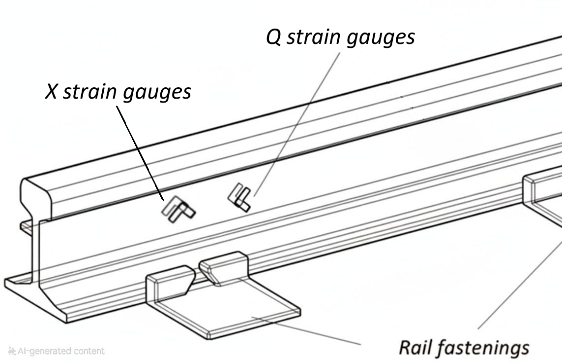 Q strain gauges
X strain gauges
Rail fastenings
AI-generated content